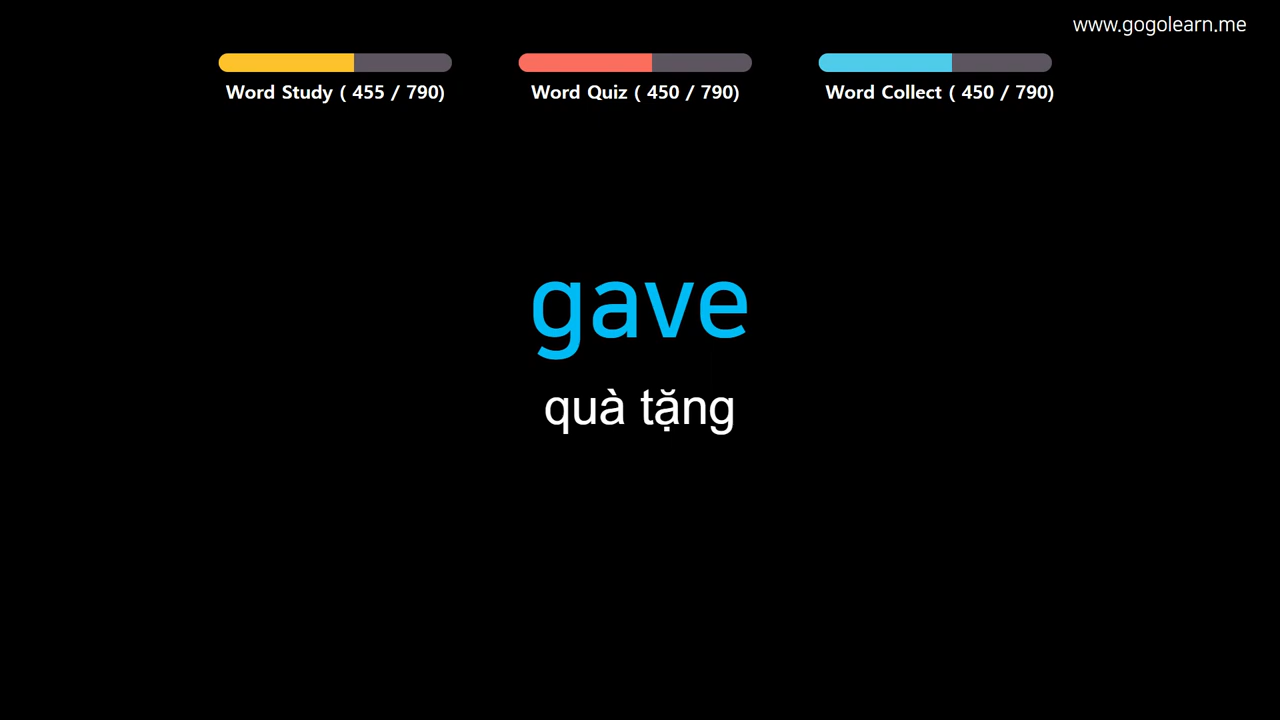 www.gogolearn.me
Word Study ( 455 / 790)
Word Quiz ( 450 / 790)
Word Collect ( 450 / 790)
gave
quà tặng